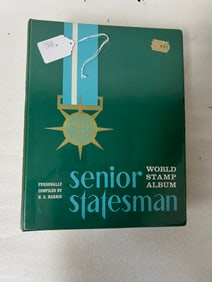 senior
statesman
WORLD
STAMP
ALBUM
PERSONALLY
COMPILED BY
H. E. HARRIS